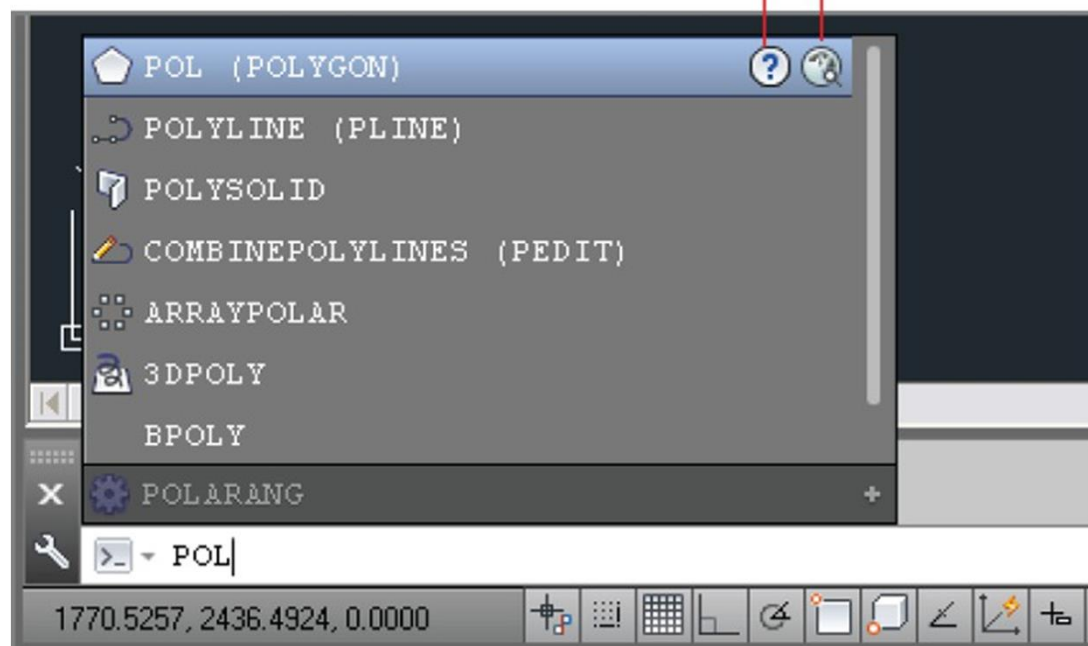 POL (POLYGON)
POLYLINE (PLINE)
POLYSOLID
COMBINEPOLYLINES (PEDIT)
ARRAYPOLAR
3DPOLY
BPOLY
POLARANG +
POL
1770.5257, 2436.4924, 0.0000